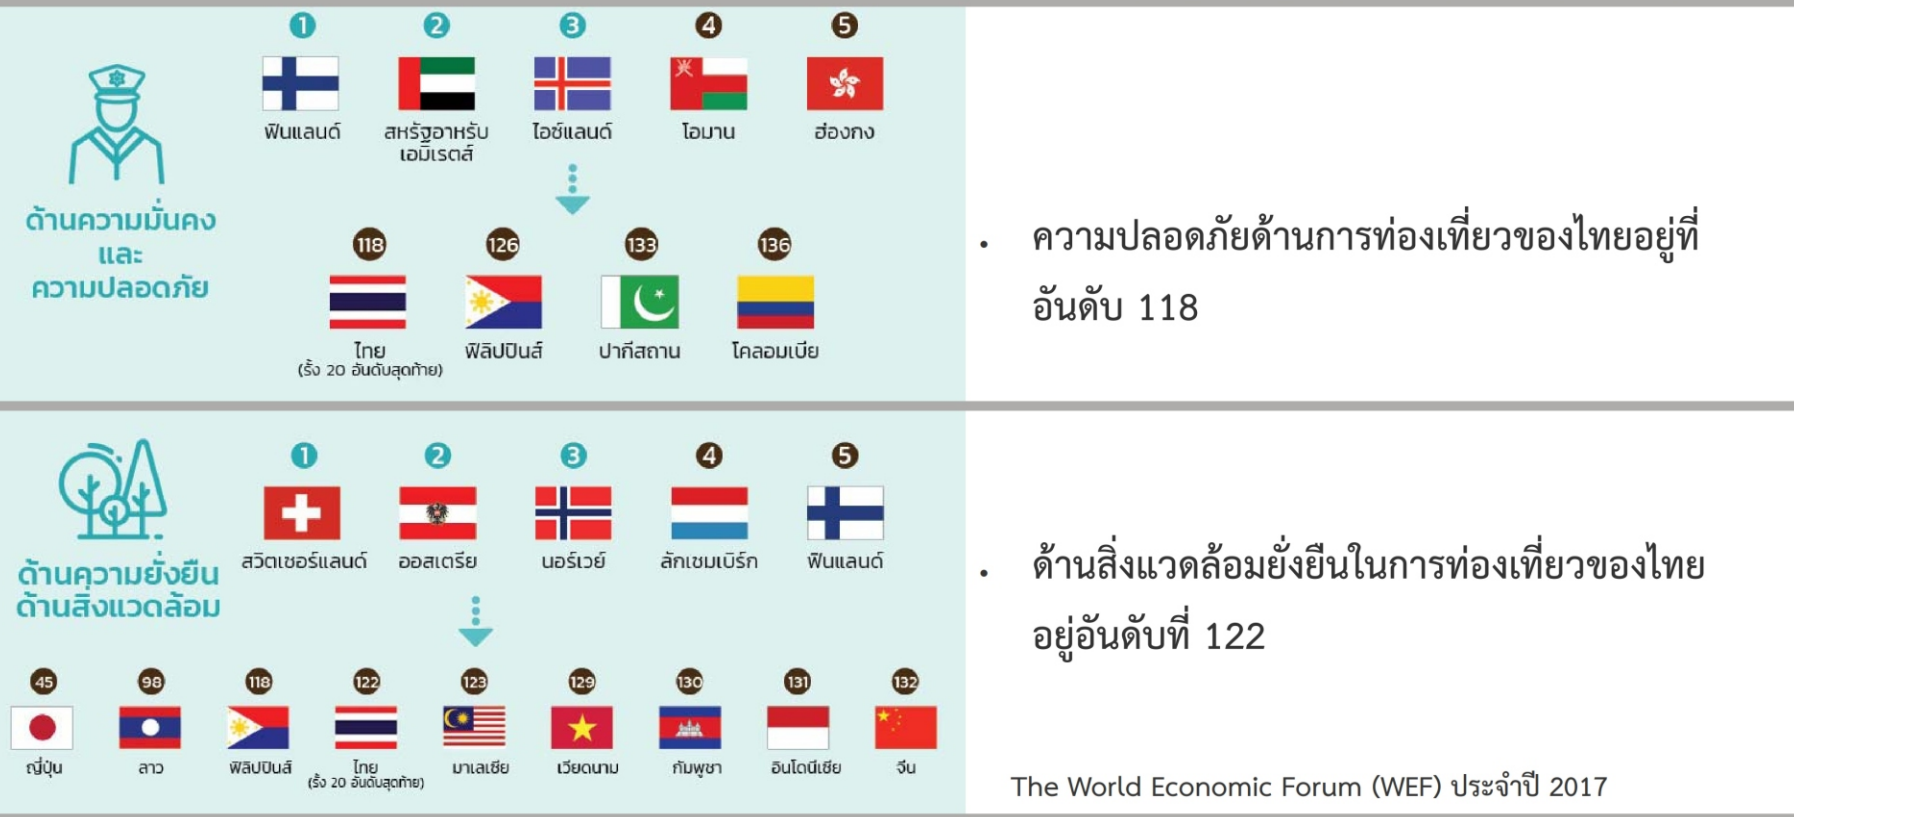 1 2 3 4 5
ฟินแลนด์ สหรัฐอาหรับ ไอซ์แลนด์ โอมาน ฮ่องกง
เอมิเรตส์
ด้านความมั่นคง
และ
ความปลอดภัย
118 126 133 136
ไทย ฟิลิปปินส์ ปากีสถาน โคลอมเบีย
(รั้ง 20 อันดับสุดท้าย)
• ความปลอดภัยด้านการท่องเที่ยวของไทยอยู่ที่
อันดับ 118
1 2 3 4 5
สวิตเซอร์แลนด์ ออสเตรีย นอร์เวย์ ลักเซมเบิร์ก ฟินแลนด์
ด้านความยั่งยืน
ด้านสิ่งแวดล้อม
45 98 118 122 123 129 130 131 132
ญี่ปุ่น ลาว ฟิลิปปินส์ ไทย มาเลเซีย เวียดนาม กัมพูชา อินโดนีเซีย จีน
(รั้ง 20 อันดับสุดท้าย)
• ด้านสิ่งแวดล้อมยั่งยืนในการท่องเที่ยวของไทย
อยู่อันดับที่ 122
The World Economic Forum (WEF) ประจำปี 2017